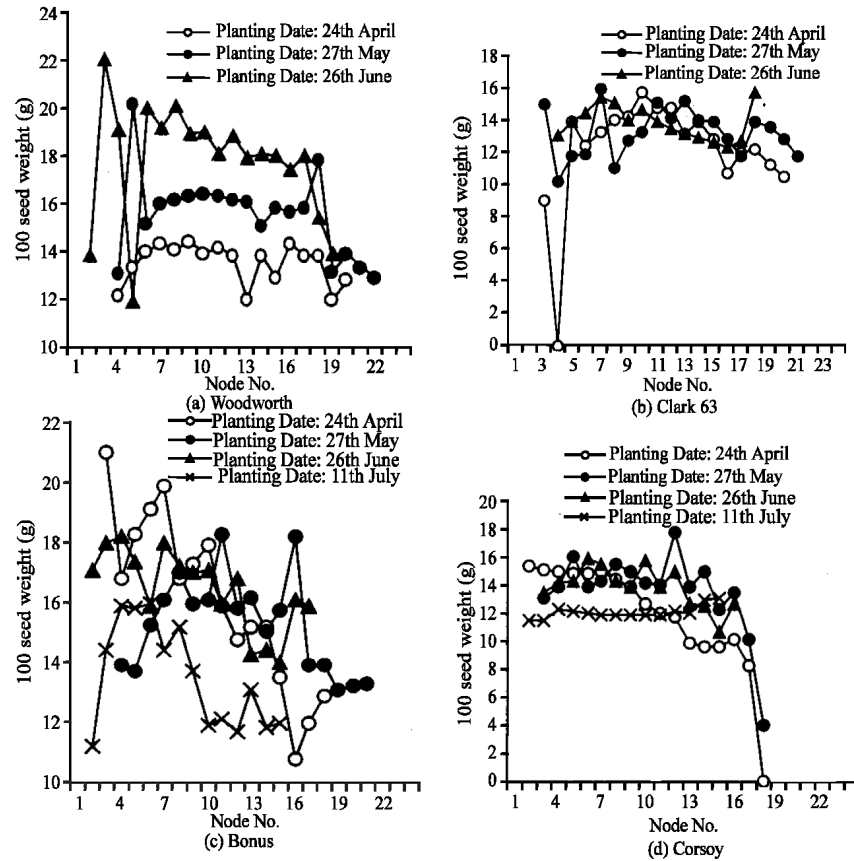 Planting Date: 24th April
Planting Date: 27th May
Planting Date: 26th June
100 seed weight (g)
24
22
20
18
16
14
12
10
1 4 7 10 13 16 19 22
Node No.
(a) Woodworth
Planting Date: 24th April
Planting Date: 27th May
Planting Date: 26th June
100 seed weight (g)
18
16
14
12
10
8
6
4
2
0
1 3 5 7 9 11 13 15 17 19 21 23
Node No.
(b) Clark 63
Planting Date: 24th April
Planting Date: 27th May
Planting Date: 26th June
Planting Date: 11th July
100 seed weight (g)
22
20
18
16
14
12
10
1 4 7 10 13 16 19 22
Node No.
(c) Bonus
Planting Date: 24th April
Planting Date: 27th May
Planting Date: 26th June
Planting Date: 11th July
100 seed weight (g)
20
18
16
14
12
10
8
6
4
2
0
1 4 7 10 13 16 19 22
Node No.
(d) Corsoy